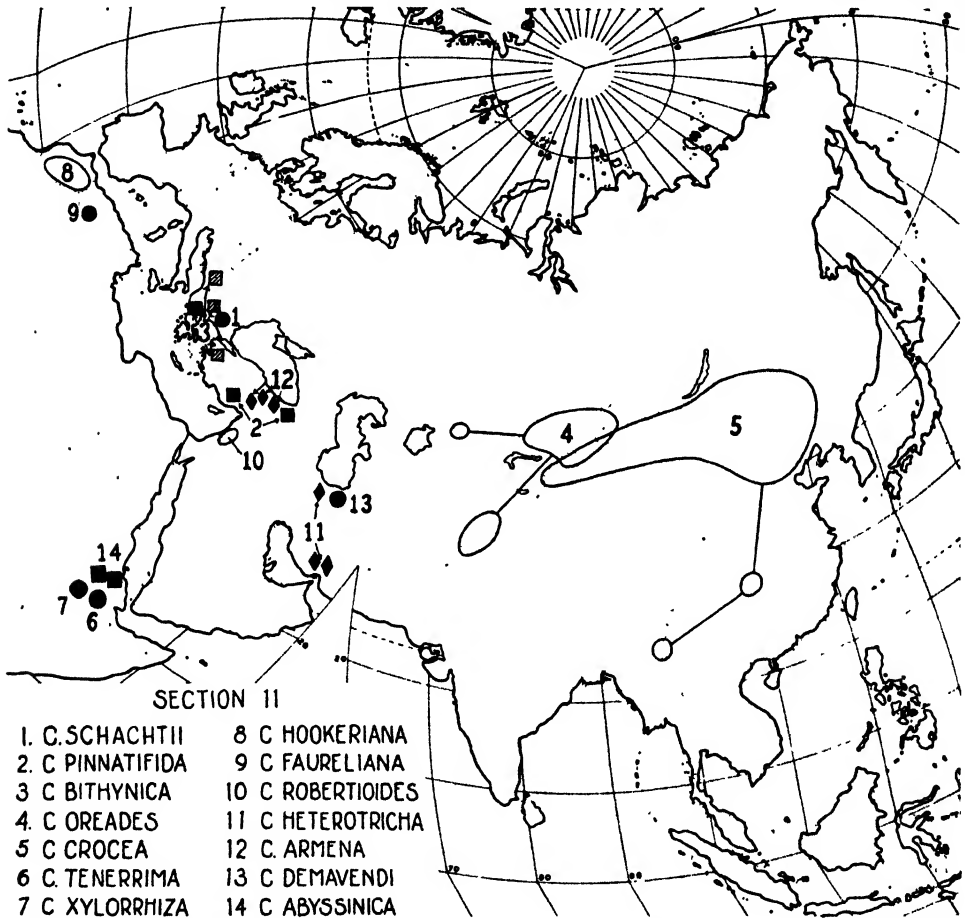 8
9
1
3
12
2
10
4
5
13
11
14
7
6
SECTION 11
1. C. SCHACHTII
2. C PINNATIFIDA
3 C BITHYNICA
4. C OREADES
5 C CROCEA
6 C. TENERRIMA
7 C XYLORRHIZA
8 C HOOKERIANA
9 C FAURELIANA
10 C ROBERTIOIDES
11 C HETEROTRICHA
12 C. ARMENA
13 C DEMAVENDI
14 C ABYSSINICA